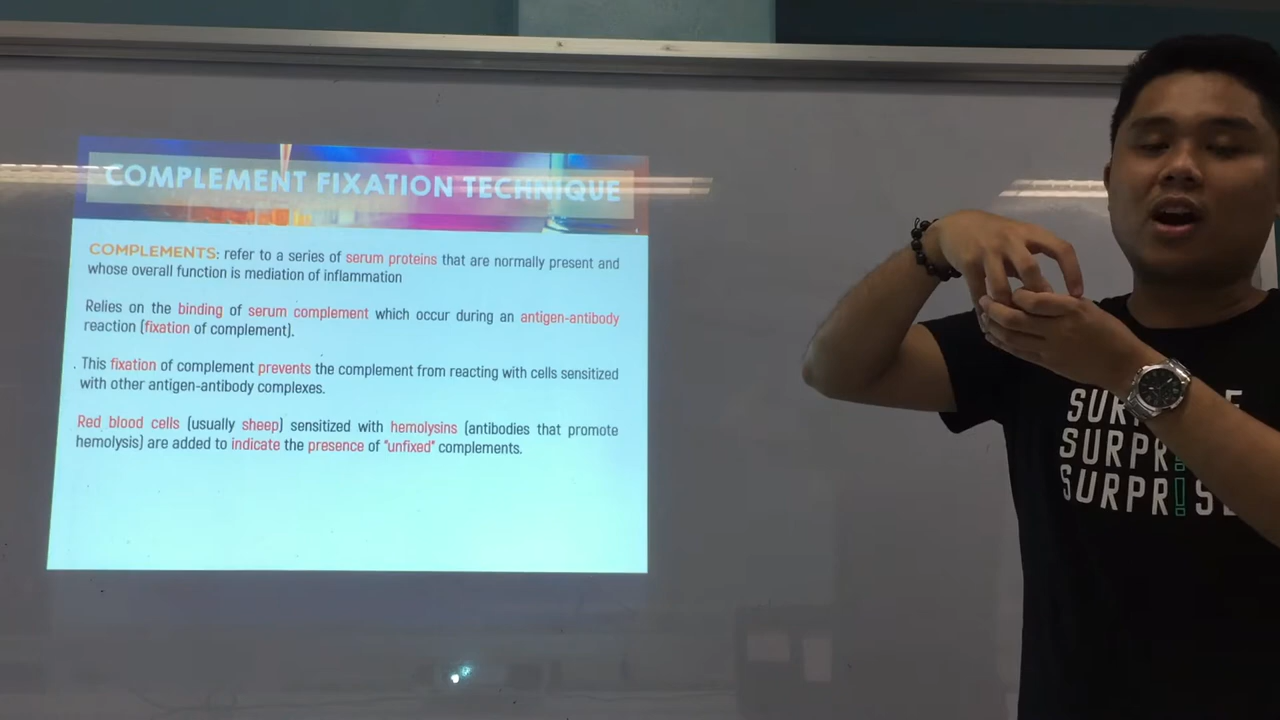 COMPLEMENT FIXATION TECHNIQUE
COMPLEMENTS: refer to a series of serum proteins that are normally present and
whose overall function is mediation of inflammation
Relies on the binding of serum complement which occur during an antigen-antibody
reaction (fixation of complement).
. This fixation of complement prevents the complement from reacting with cells sensitized
with other antigen-antibody complexes.
Red blood cells (usually sheep) sensitized with hemolysins (antibodies that promote
hemolysis) are added to indicate the presence of "unfixed" complements.
SURPR!SE